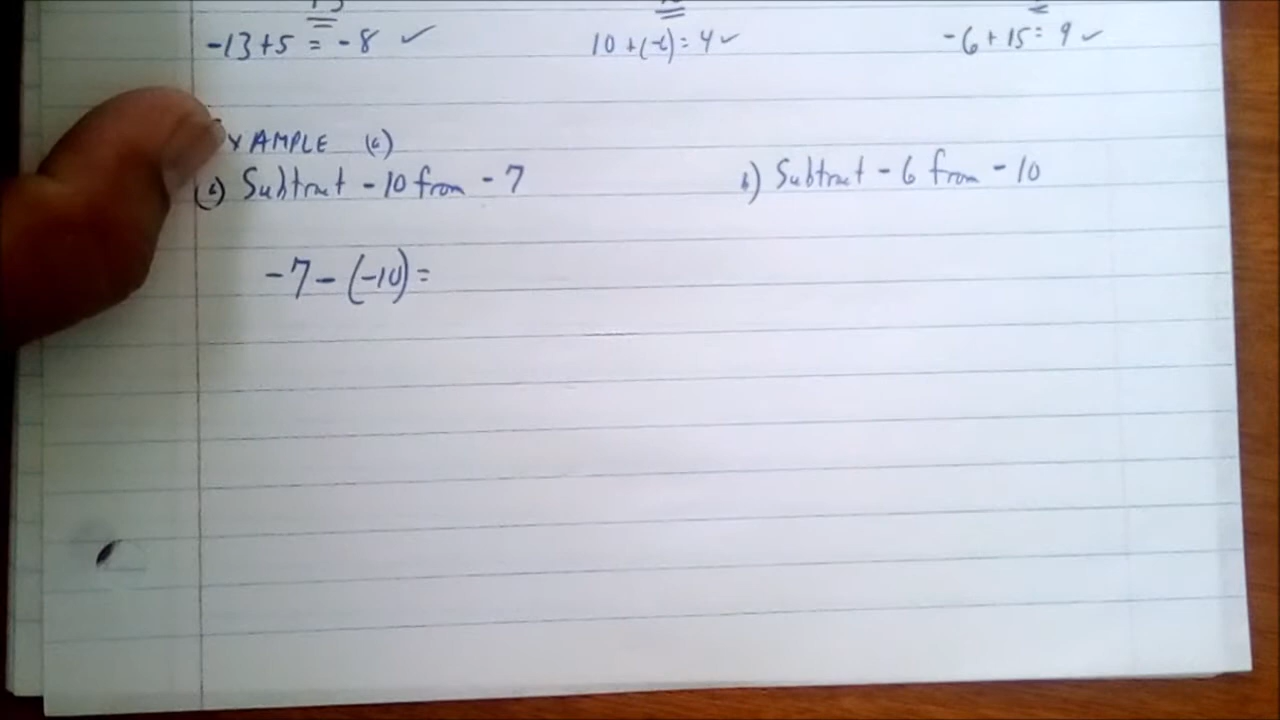 -13+5 = -8 ✓
10 +(-6)= 4 ✓
-6 + 15 = 9 ✓
EXAMPLE (c)
a) Subtract -10 from -7
b) Subtract -6 from -10
-7 - (-10) =